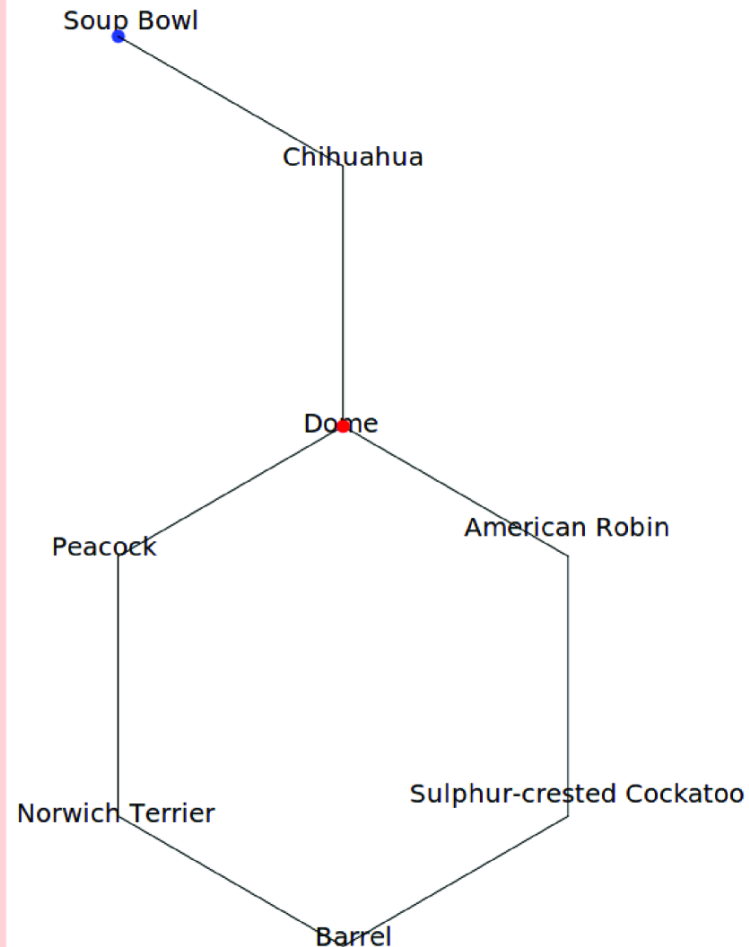 Soup Bowl
Chihuahua
Dome
American Robin
Peacock
Sulphur-crested Cockatoo
Norwich Terrier
Barrel